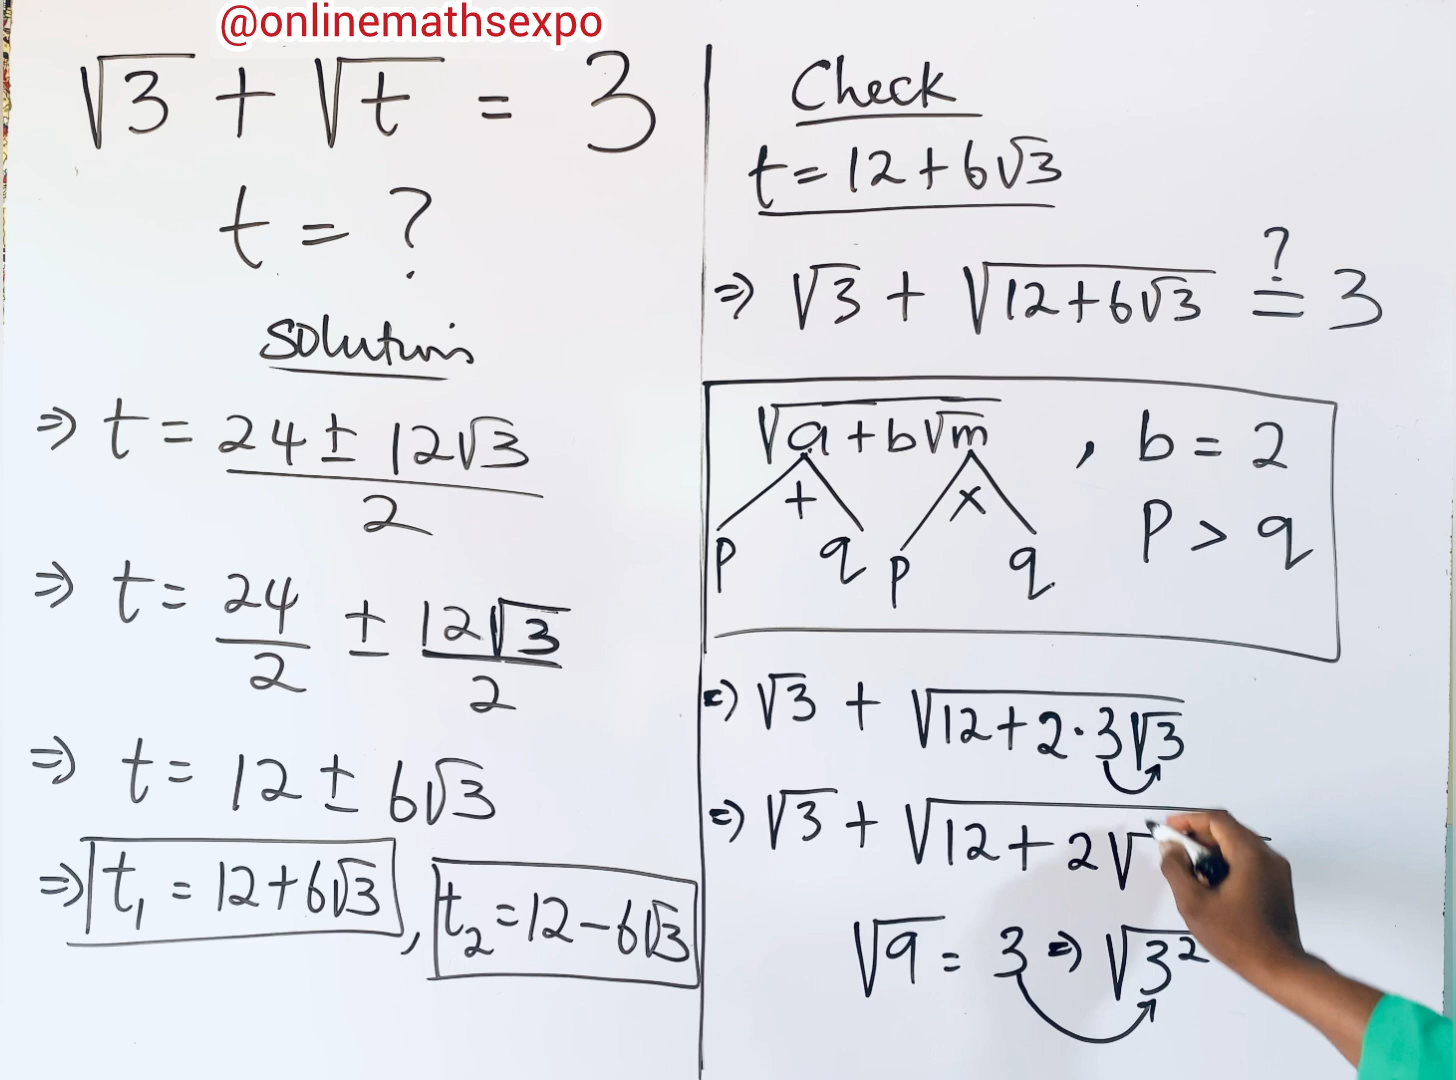 @onlinemathsexpo
√3 + √t = 3
t = ?
Solutions
⇒ t = (24 ± 12√3)/2
⇒ t = 24/2 ± 12√3/2
⇒ t = 12 ± 6√3
⇒ t₁ = 12+6√3 , t₂ = 12-6√3
Check
t = 12+6√3
⇒ √3 + √(12+6√3) ≟ 3
√(a+b√m) , b = 2
+ ×
p q p q P > q
⇒ √3 + √(12+2·3√3)
⇒ √3 + √(12+2√
√9 = 3 ⇒ √3²